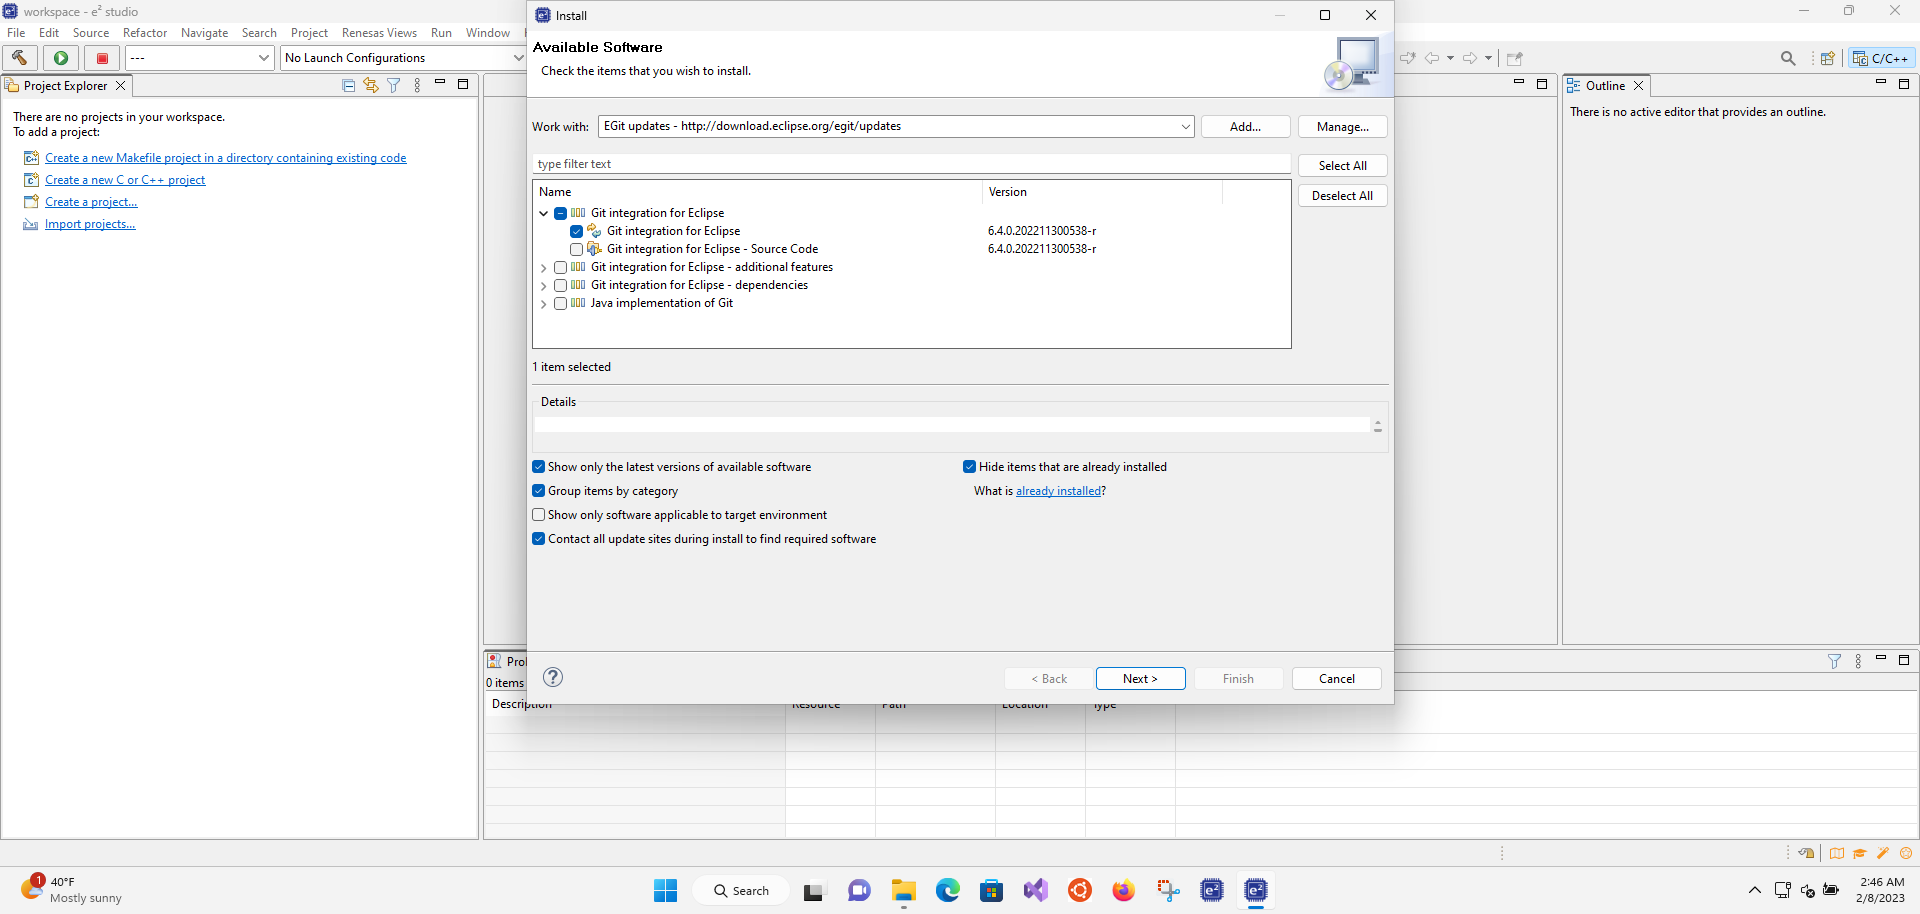 workspace - e² studio
File Edit Source Refactor Navigate Search Project Renesas Views Run Window
--- No Launch Configurations C/C++
Project Explorer
There are no projects in your workspace.
To add a project:
Create a new Makefile project in a directory containing existing code
Create a new C or C++ project
Create a project...
Import projects...
Install
Available Software
Check the items that you wish to install.
Work with: EGit updates - http://download.eclipse.org/egit/updates Add... Manage...
type filter text Select All
Deselect All
Name Version
Git integration for Eclipse
Git integration for Eclipse 6.4.0.202211300538-r
Git integration for Eclipse - Source Code 6.4.0.202211300538-r
Git integration for Eclipse - additional features
Git integration for Eclipse - dependencies
Java implementation of Git
1 item selected
Details
Show only the latest versions of available software Hide items that are already installed
Group items by category What is already installed?
Show only software applicable to target environment
Contact all update sites during install to find required software
? < Back Next > Finish Cancel
Outline
There is no active editor that provides an outline.
0 items
Description Resource Path Location Type
1
40°F
Mostly sunny
Search
e² e²
2:46 AM
2/8/2023